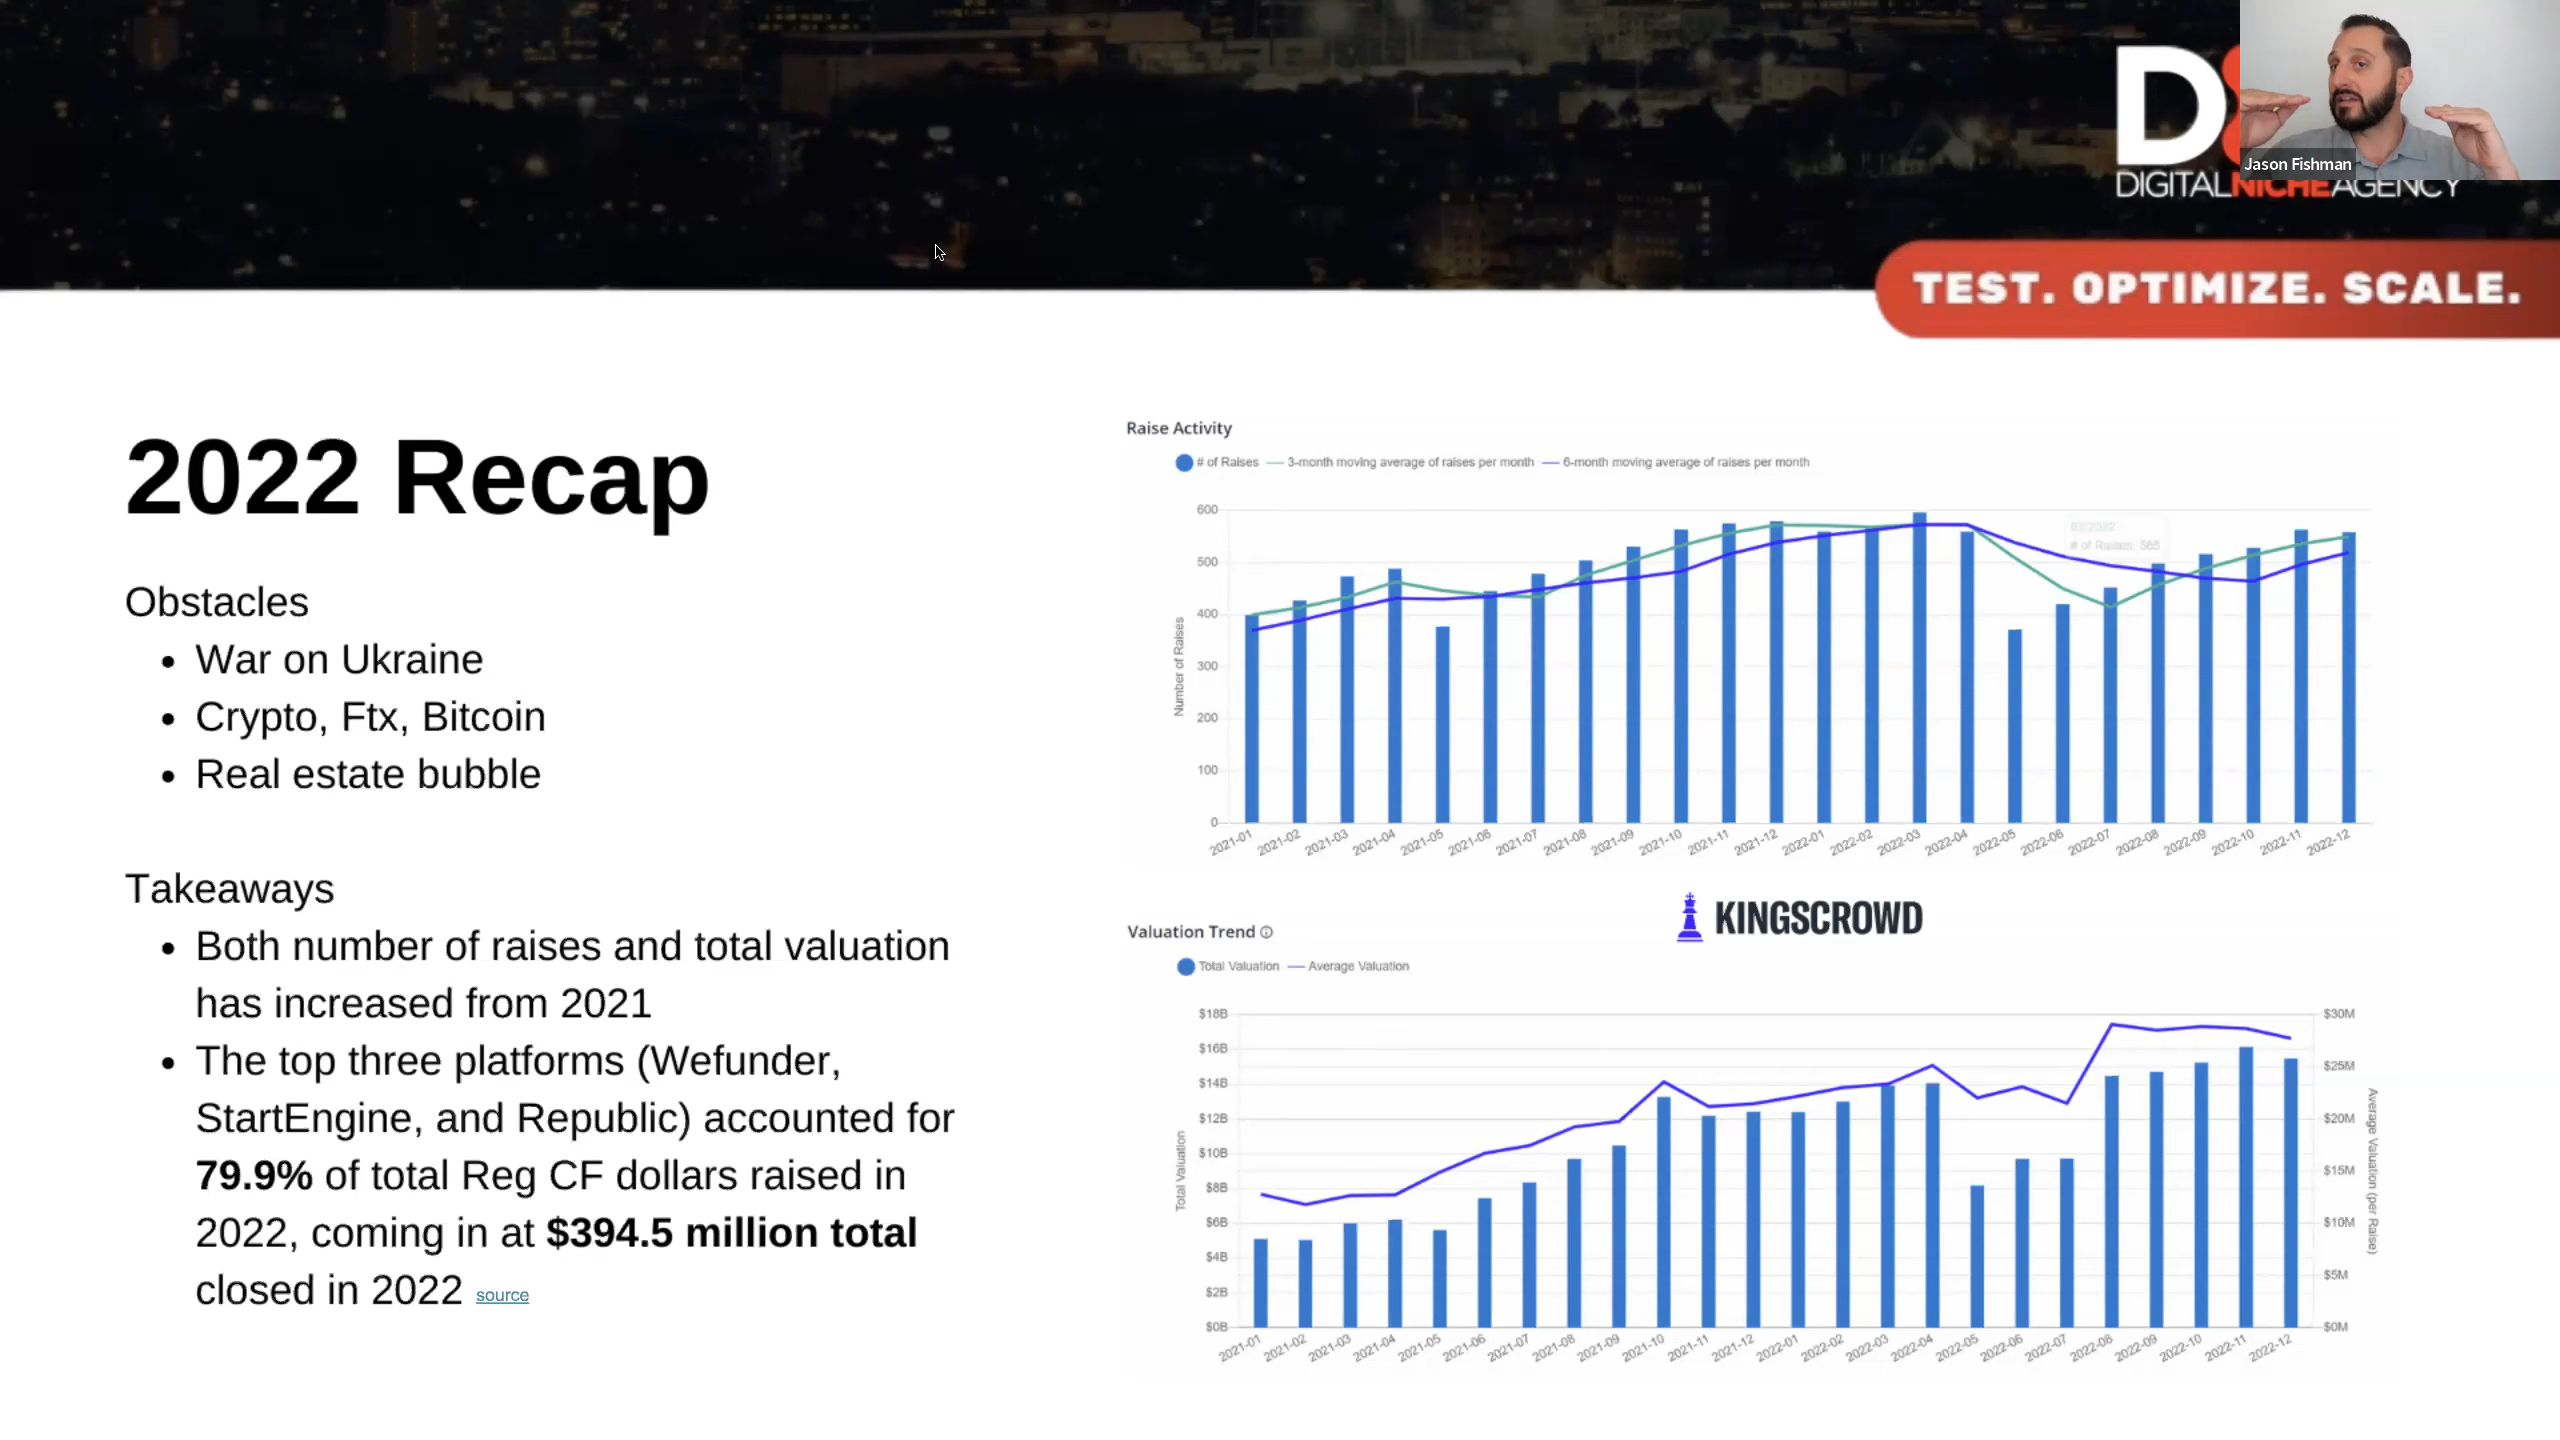 D
Jason Fishman
DIGITALNICHEAGENCY
TEST. OPTIMIZE. SCALE.
2022 Recap
Obstacles
• War on Ukraine
• Crypto, Ftx, Bitcoin
• Real estate bubble
Takeaways
• Both number of raises and total valuation
has increased from 2021
• The top three platforms (Wefunder,
StartEngine, and Republic) accounted for
79.9% of total Reg CF dollars raised in
2022, coming in at $394.5 million total
closed in 2022 source
Raise Activity
# of Raises 3-month moving average of raises per month 6-month moving average of raises per month
600
500
400
300
200
100
0
Number of Raises
02/2022
# of Raises: 565
2021-01 2021-02 2021-03 2021-04 2021-05 2021-06 2021-07 2021-08 2021-09 2021-10 2021-11 2021-12 2022-01 2022-02 2022-03 2022-04 2022-05 2022-06 2022-07 2022-08 2022-09 2022-10 2022-11 2022-12
KINGSCROWD
Valuation Trend
Total Valuation Average Valuation
$18B
$16B
$14B
$12B
$10B
$8B
$6B
$4B
$2B
$0B
Total Valuation
$30M
$25M
$20M
$15M
$10M
$5M
$0M
Average Valuation (per Raise)
2021-01 2021-02 2021-03 2021-04 2021-05 2021-06 2021-07 2021-08 2021-09 2021-10 2021-11 2021-12 2022-01 2022-02 2022-03 2022-04 2022-05 2022-06 2022-07 2022-08 2022-09 2022-10 2022-11 2022-12